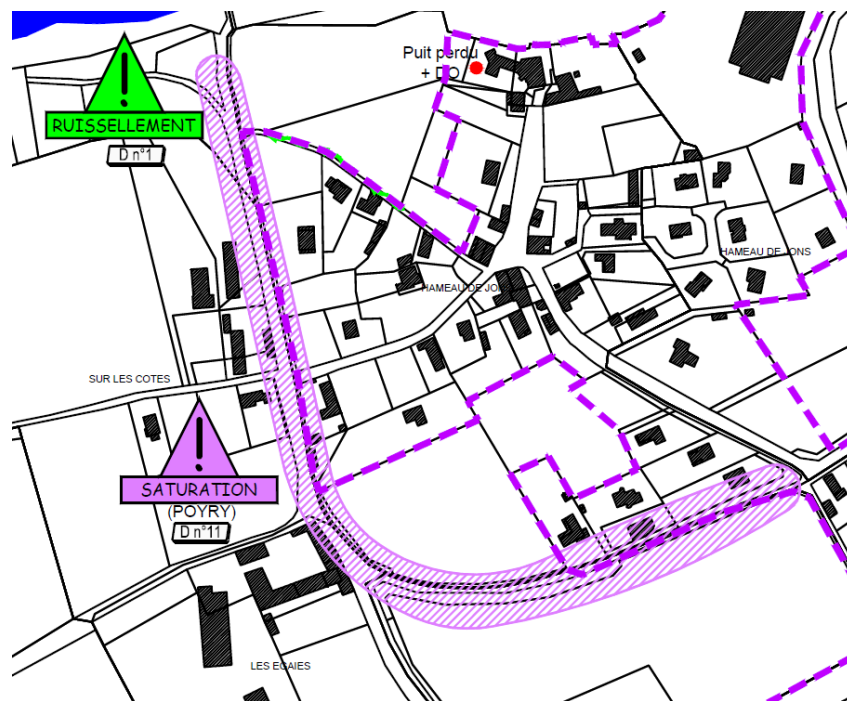 Puit perdu
+ DO
RUISSELLEMENT
D n°1
HAMEAU DE JONS
HAMEAU DE JONS
SUR LES COTES
SATURATION
(POYRY)
D n°11
LES EGAIES